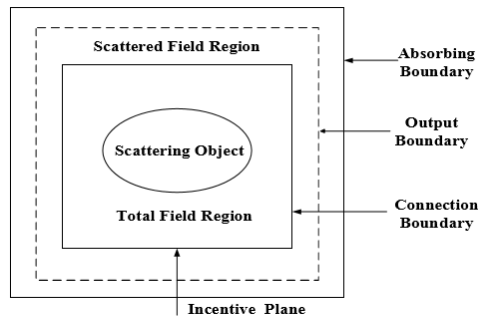 Scattered Field Region
Absorbing
Boundary
Output
Boundary
Scattering Object
Connection
Boundary
Total Field Region
Incentive Plane